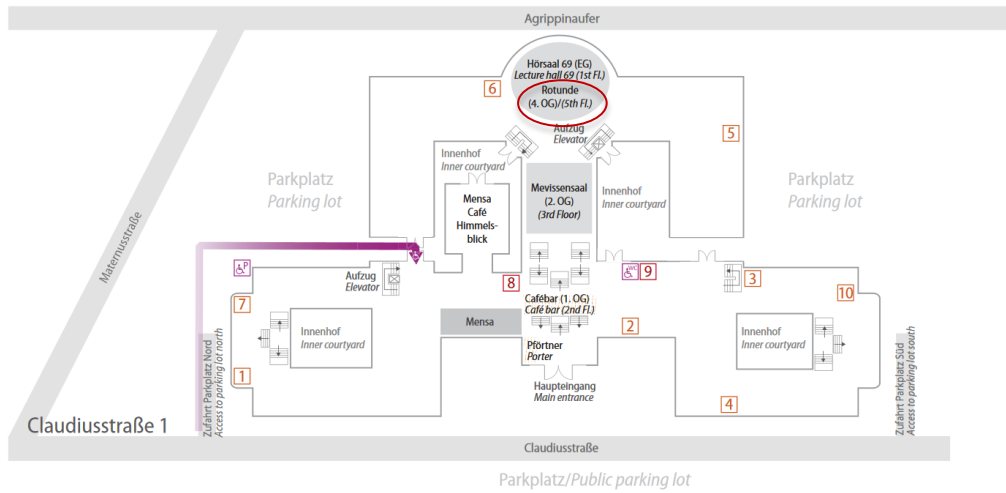 Agrippinaufer
Hörsaal 69 (EG)
Lecture hall 69 (1st Fl.)
Rotunde
(4. OG)/(5th Fl.)
6
5
Aufzug
Elevator
Innenhof
Inner courtyard
Parkplatz
Parking lot
Mensa
Café
Himmels-
blick
Mevissensaal
(2. OG)
(3rd Floor)
Innenhof
Inner courtyard
Parkplatz
Parking lot
Maternusstraße
P
Aufzug
Elevator
8
WC
9
3
7
10
Cafébar (1. OG)
Café bar (2nd Fl.)
Innenhof
Inner courtyard
Mensa
2
Innenhof
Inner courtyard
Pförtner
Porter
1
Haupteingang
Main entrance
4
Zufahrt Parkplatz Nord
Access to parking lot north
Zufahrt Parkplatz Süd
Access to parking lot south
Claudiusstraße 1
Claudiusstraße
Parkplatz/Public parking lot